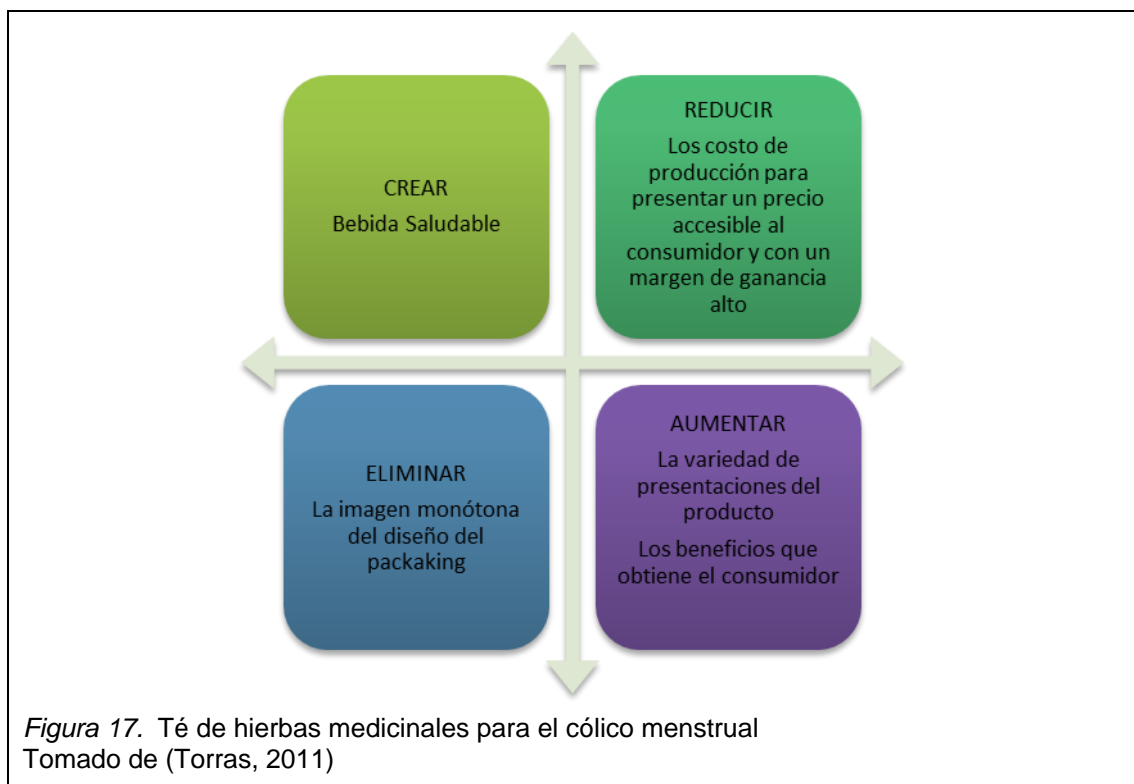 CREAR
Bebida Saludable
REDUCIR
Los costo de
producción para
presentar un precio
accesible al
consumidor y con un
margen de ganancia
alto
ELIMINAR
La imagen monótona
del diseño del
packaking
AUMENTAR
La variedad de
presentaciones del
producto
Los beneficios que
obtiene el consumidor
Figura 17. Té de hierbas medicinales para el cólico menstrual
Tomado de (Torras, 2011)